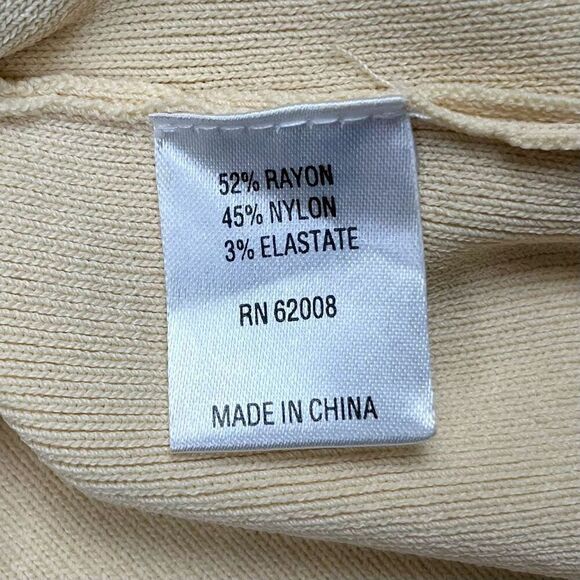 52% RAYON
45% NYLON
3% ELASTATE
RN 62008
MADE IN CHINA